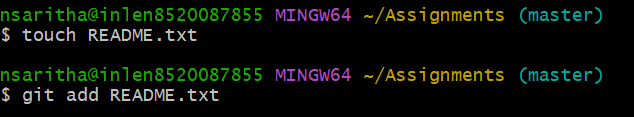 nsaritha@inlen8520087855 MINGW64 ~/Assignments (master)
$ touch README.txt
nsaritha@inlen8520087855 MINGW64 ~/Assignments (master)
$ git add README.txt